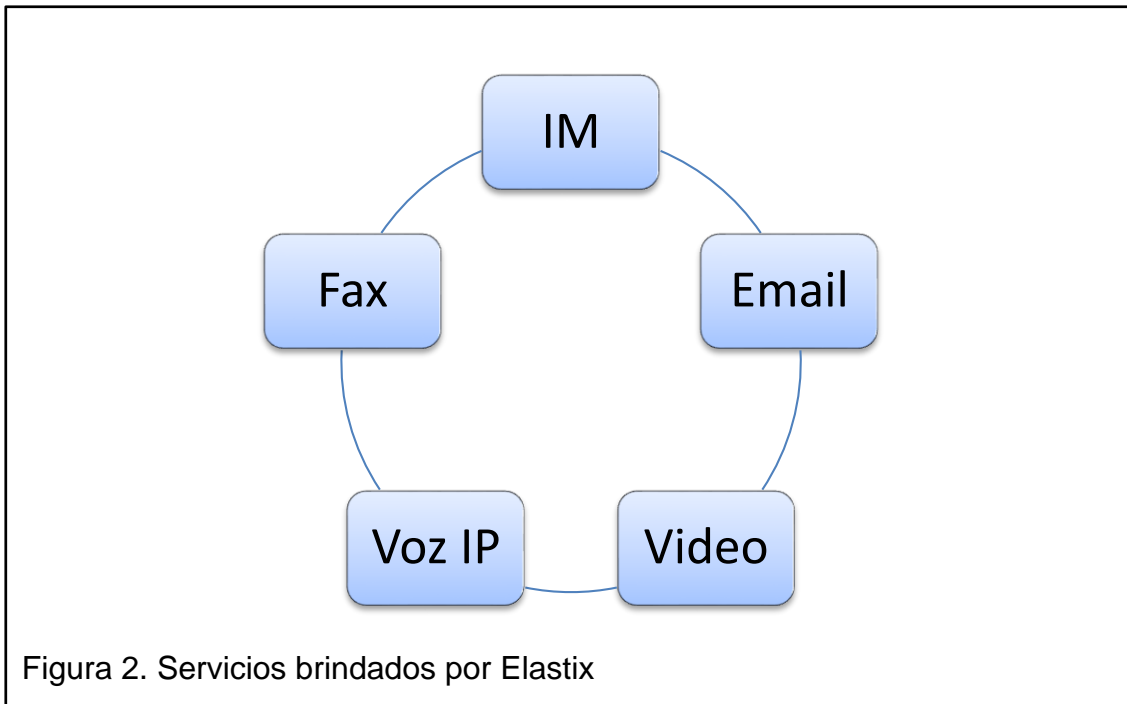 IM
Fax
Email
Voz IP
Video
Figura 2. Servicios brindados por Elastix